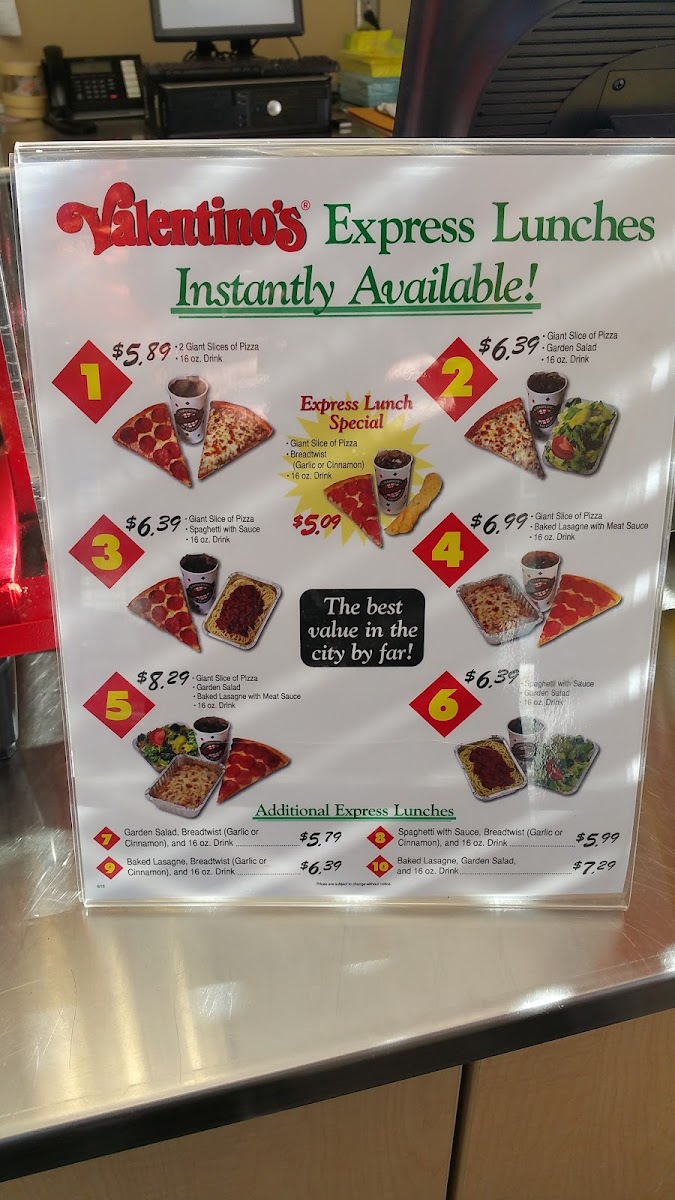 Valentino's® Express Lunches
Instantly Available!
1
$5.89
• 2 Giant Slices of Pizza
• 16 oz. Drink
2
$6.39
• Giant Slice of Pizza
• Garden Salad
• 16 oz. Drink
Express Lunch
Special
• Giant Slice of Pizza
• Breadtwist
(Garlic or Cinnamon)
• 16 oz. Drink
$5.09
3
$6.39
• Giant Slice of Pizza
• Spaghetti with Sauce
• 16 oz. Drink
4
$6.99
• Giant Slice of Pizza
• Baked Lasagne with Meat Sauce
• 16 oz. Drink
The best
value in the
city by far!
5
$8.29
• Giant Slice of Pizza
• Garden Salad
• Baked Lasagne with Meat Sauce
• 16 oz. Drink
6
$6.39
• Spaghetti with Sauce
• Garden Salad
• 16 oz. Drink
Additional Express Lunches
7 Garden Salad, Breadtwist (Garlic or
Cinnamon), and 16 oz. Drink $5.79
8 Spaghetti with Sauce, Breadtwist (Garlic or
Cinnamon), and 16 oz. Drink $5.99
9 Baked Lasagne, Breadtwist (Garlic or
Cinnamon), and 16 oz. Drink $6.39
10 Baked Lasagne, Garden Salad,
and 16 oz. Drink $7.29
Prices are subject to change without notice.